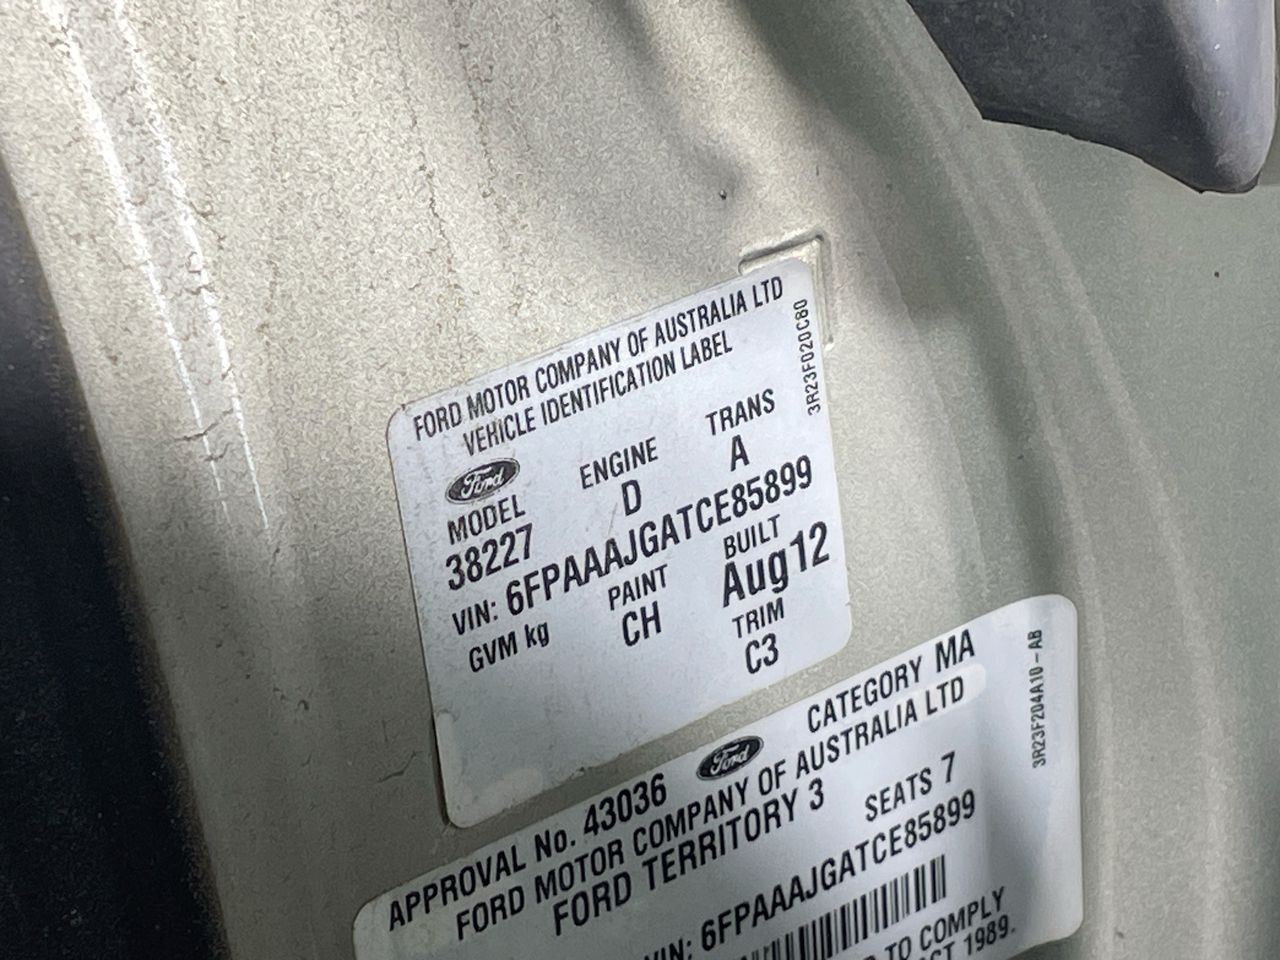 FORD MOTOR COMPANY OF AUSTRALIA LTD
VEHICLE IDENTIFICATION LABEL
3R23F020C80
Ford
MODEL ENGINE TRANS
38227 D A
VIN: 6FPAAAJGATCE85899
GVM kg PAINT BUILT
CH Aug12
TRIM
C3
APPROVAL No. 43036 Ford CATEGORY MA
FORD MOTOR COMPANY OF AUSTRALIA LTD
FORD TERRITORY 3 SEATS 7
VIN: 6FPAAAJGATCE85899
3R23F204A10-AB
TO COMPLY
1989.